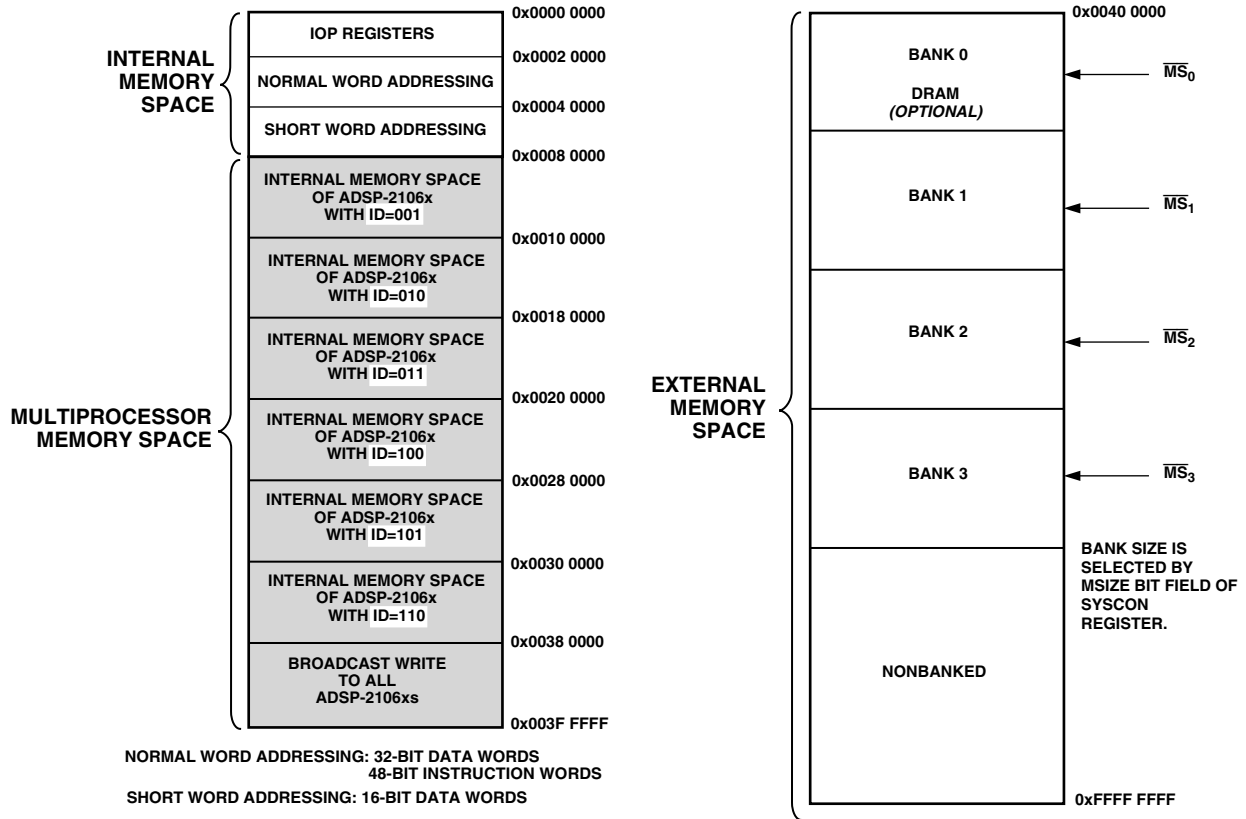 INTERNAL
MEMORY
SPACE
IOP REGISTERS
NORMAL WORD ADDRESSING
SHORT WORD ADDRESSING
0x0000 0000
0x0002 0000
0x0004 0000
0x0008 0000
MULTIPROCESSOR
MEMORY SPACE
INTERNAL MEMORY SPACE
OF ADSP-2106x
WITH ID=001
0x0010 0000
INTERNAL MEMORY SPACE
OF ADSP-2106x
WITH ID=010
0x0018 0000
INTERNAL MEMORY SPACE
OF ADSP-2106x
WITH ID=011
0x0020 0000
INTERNAL MEMORY SPACE
OF ADSP-2106x
WITH ID=100
0x0028 0000
INTERNAL MEMORY SPACE
OF ADSP-2106x
WITH ID=101
0x0030 0000
INTERNAL MEMORY SPACE
OF ADSP-2106x
WITH ID=110
0x0038 0000
BROADCAST WRITE
TO ALL
ADSP-2106xs
0x003F FFFF
NORMAL WORD ADDRESSING: 32-BIT DATA WORDS
48-BIT INSTRUCTION WORDS
SHORT WORD ADDRESSING: 16-BIT DATA WORDS
EXTERNAL
MEMORY
SPACE
0x0040 0000
BANK 0
DRAM
(OPTIONAL)
M̅S̅₀
BANK 1
M̅S̅₁
BANK 2
M̅S̅₂
BANK 3
M̅S̅₃
BANK SIZE IS
SELECTED BY
MSIZE BIT FIELD OF
SYSCON
REGISTER.
NONBANKED
0xFFFF FFFF